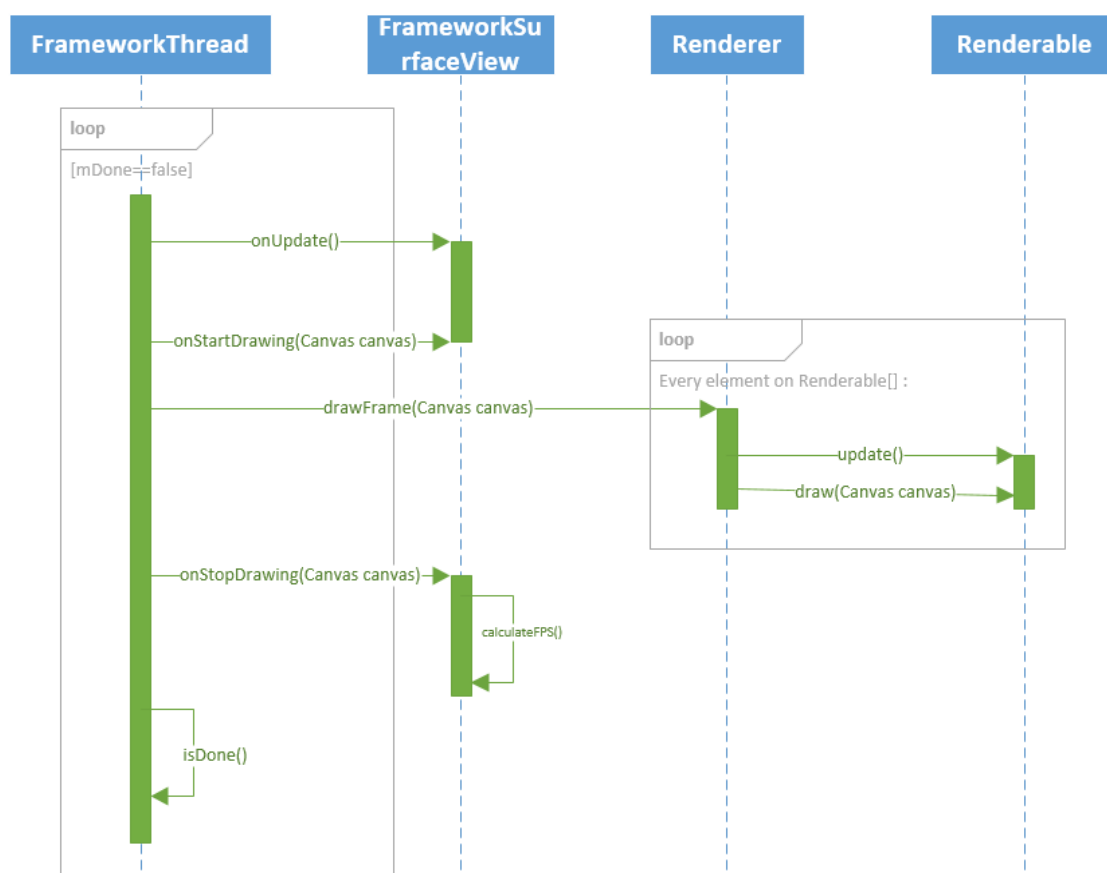 FrameworkThread
FrameworkSu
rfaceView
Renderer
Renderable
loop
[mDone==false]
onUpdate()
onStartDrawing(Canvas canvas)
loop
Every element on Renderable[] :
drawFrame(Canvas canvas)
update()
draw(Canvas canvas)
onStopDrawing(Canvas canvas)
calculateFPS()
isDone()